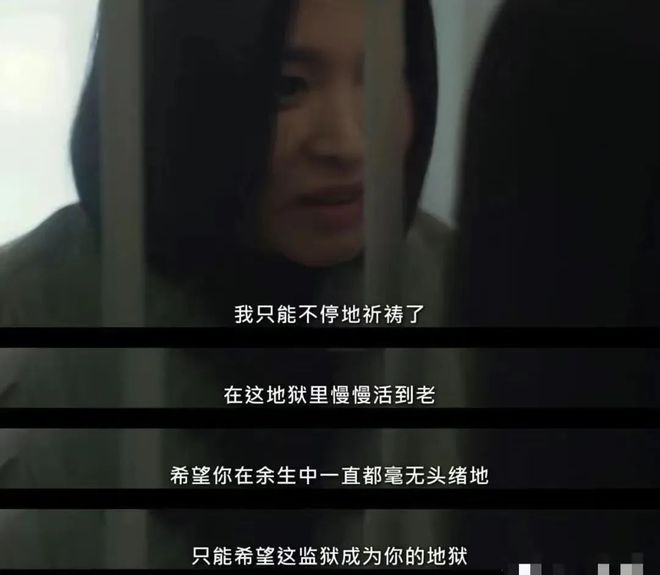 我只能不停地祈祷了
在这地狱里慢慢活到老
希望你在余生中一直都毫无头绪地
只能希望这监狱成为你的地狱